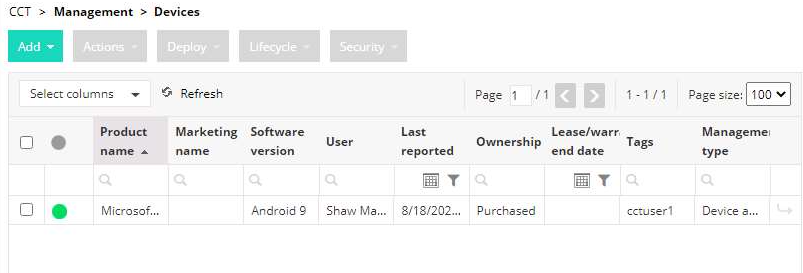 CCT > Management > Devices
Add Actions Deploy Lifecycle Security
Select columns Refresh Page 1 / 1 1 - 1 / 1 Page size: 100
Product name Marketing name Software version User Last reported Ownership Lease/warr end date Tags Managemen type
Microsof... Android 9 Shaw Ma... 8/18/202... Purchased cctuser1 Device a...